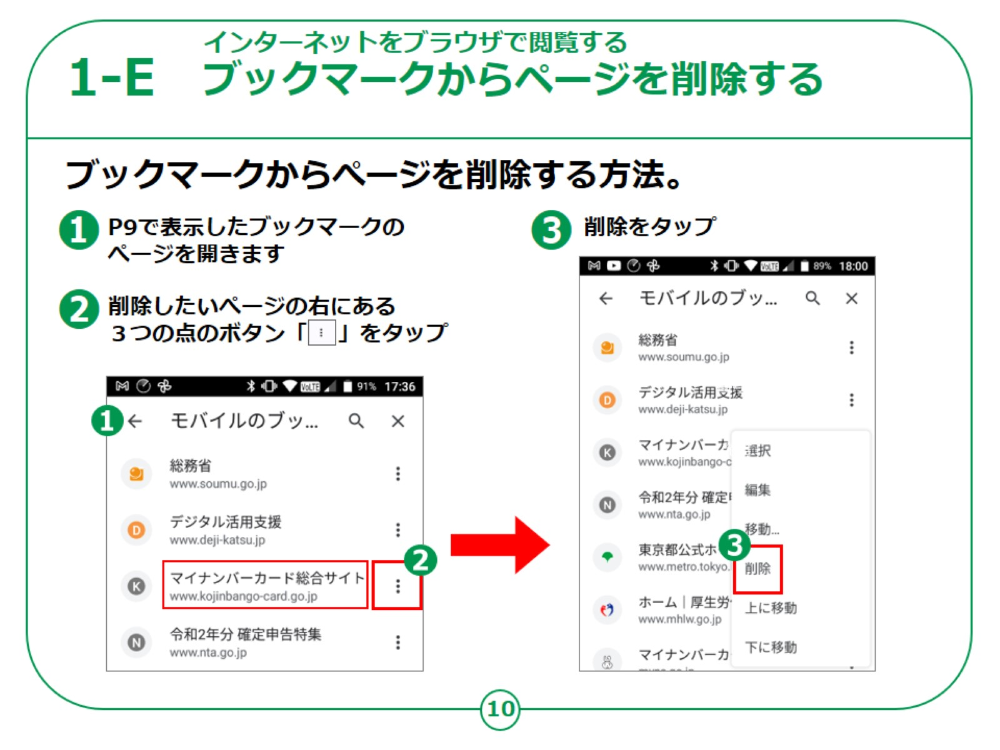 インターネットをブラウザで閲覧する
1-E ブックマークからページを削除する
ブックマークからページを削除する方法。
1 P9で表示したブックマークの
ページを開きます
2 削除したいページの右にある
３つの点のボタン「⋮」をタップ
VoLTE 91% 17:36
1 ← モバイルのブッ...
総務省
www.soumu.go.jp
D デジタル活用支援
www.deji-katsu.jp
2
K マイナンバーカード総合サイト
www.kojinbango-card.go.jp
N 令和2年分 確定申告特集
www.nta.go.jp
3 削除をタップ
VoLTE 89% 18:00
← モバイルのブッ...
総務省
www.soumu.go.jp
D デジタル活用支援
www.deji-katsu.jp
K マイナンバーカ
www.kojinbango-c
N 令和2年分 確定
www.nta.go.jp
東京都公式ホ
www.metro.tokyo.
ホーム｜厚生労
www.mhlw.go.jp
マイナンバーカ
選択
編集
移動...
3
削除
上に移動
下に移動
10